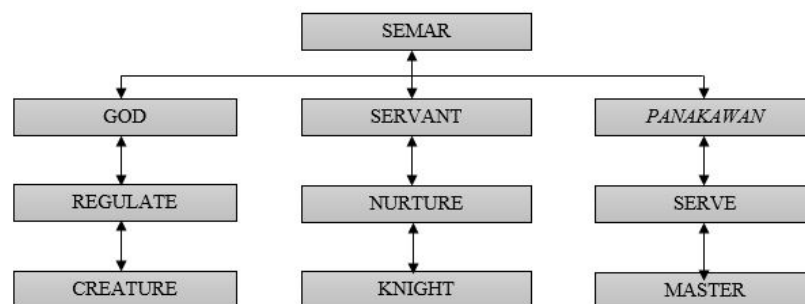 SEMAR
GOD
SERVANT
PANAKAWAN
REGULATE
NURTURE
SERVE
CREATURE
KNIGHT
MASTER